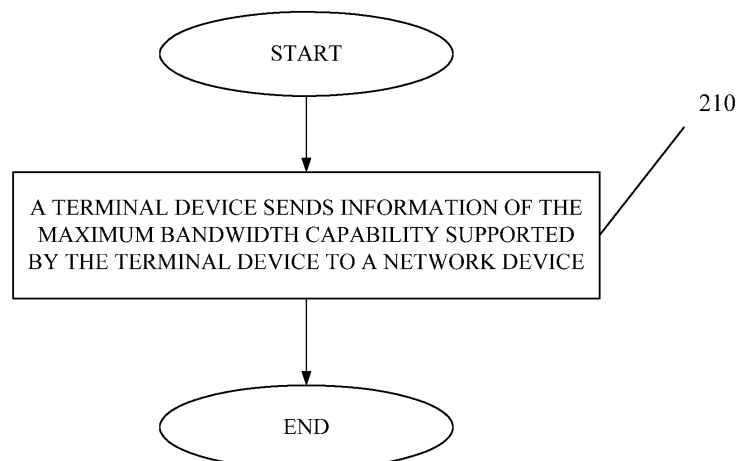 START
210
A TERMINAL DEVICE SENDS INFORMATION OF THE
MAXIMUM BANDWIDTH CAPABILITY SUPPORTED
BY THE TERMINAL DEVICE TO A NETWORK DEVICE
END